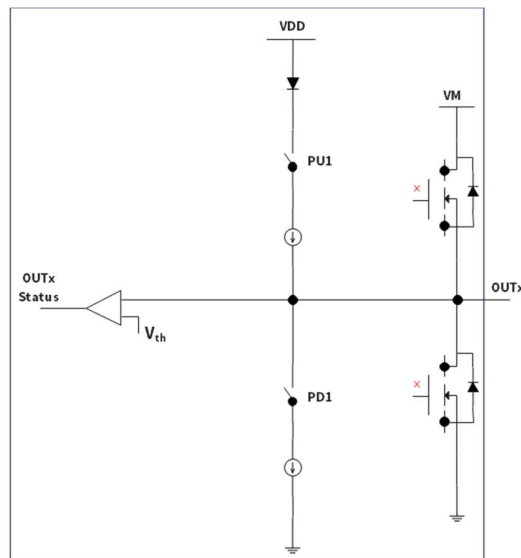 VDD
VM
PU1
×
OUTx
Status
OUTx
Vth
×
PD1